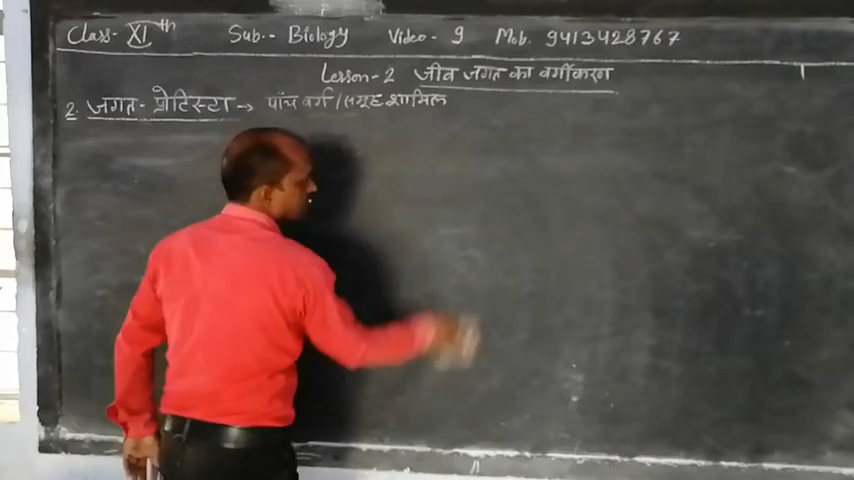 Class- XIth Sub.- Biology Video- 9 Mob. 9413428767
Lesson-2 जीव जगत का वर्गीकरण
2. जगत- प्रोटिस्टा → पाँच वर्ग/समूह शामिल